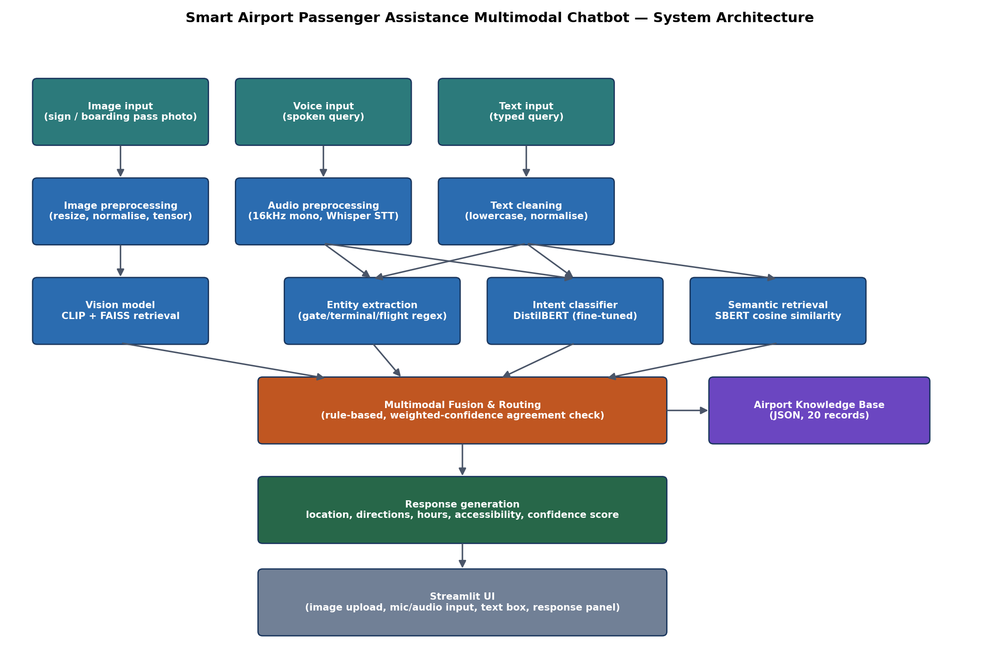 Smart Airport Passenger Assistance Multimodal Chatbot — System Architecture
Image input
(sign / boarding pass photo)
Voice input
(spoken query)
Text input
(typed query)
Image preprocessing
(resize, normalise, tensor)
Audio preprocessing
(16kHz mono, Whisper STT)
Text cleaning
(lowercase, normalise)
Vision model
CLIP + FAISS retrieval
Entity extraction
(gate/terminal/flight regex)
Intent classifier
DistilBERT (fine-tuned)
Semantic retrieval
SBERT cosine similarity
Multimodal Fusion & Routing
(rule-based, weighted-confidence agreement check)
Airport Knowledge Base
(JSON, 20 records)
Response generation
location, directions, hours, accessibility, confidence score
Streamlit UI
(image upload, mic/audio input, text box, response panel)